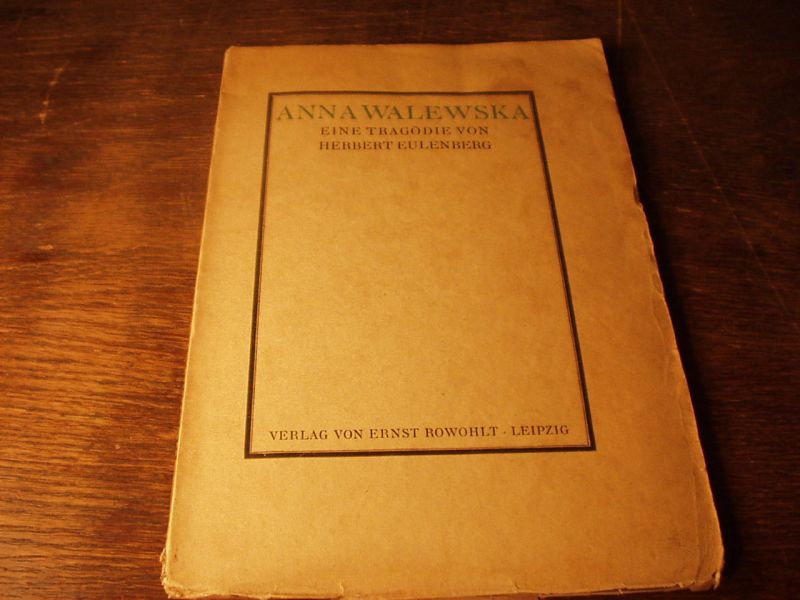 ANNA WALEWSKA
EINE TRAGÖDIE VON
HERBERT EULENBERG
VERLAG VON ERNST ROWOHLT · LEIPZIG